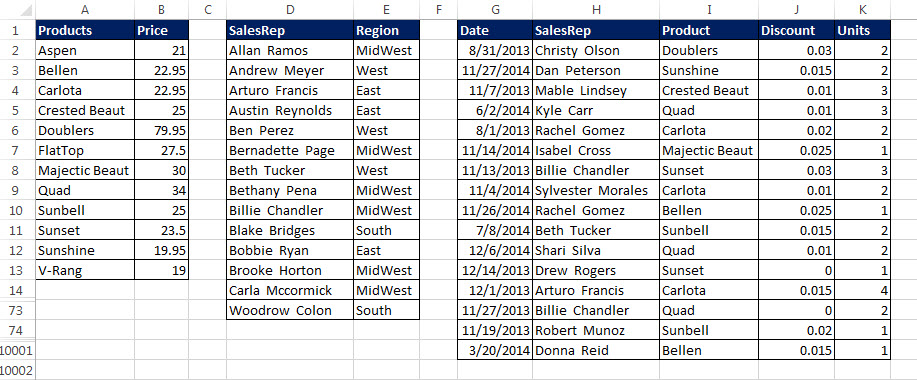 A B C D E F G H I J K
1 Products Price SalesRep Region Date SalesRep Product Discount Units
2 Aspen 21 Allan Ramos MidWest 8/31/2013 Christy Olson Doublers 0.03 2
3 Bellen 22.95 Andrew Meyer West 11/27/2014 Dan Peterson Sunshine 0.015 2
4 Carlota 22.95 Arturo Francis East 11/7/2013 Mable Lindsey Crested Beaut 0.01 3
5 Crested Beaut 25 Austin Reynolds East 6/2/2014 Kyle Carr Quad 0.01 3
6 Doublers 79.95 Ben Perez West 8/1/2013 Rachel Gomez Carlota 0.02 2
7 FlatTop 27.5 Bernadette Page MidWest 11/14/2014 Isabel Cross Majectic Beaut 0.025 1
8 Majectic Beaut 30 Beth Tucker West 11/13/2013 Billie Chandler Sunset 0.03 3
9 Quad 34 Bethany Pena MidWest 11/4/2014 Sylvester Morales Carlota 0.01 2
10 Sunbell 25 Billie Chandler MidWest 11/26/2014 Rachel Gomez Bellen 0.025 1
11 Sunset 23.5 Blake Bridges South 7/8/2014 Beth Tucker Sunbell 0.015 2
12 Sunshine 19.95 Bobbie Ryan East 12/6/2014 Shari Silva Quad 0.01 2
13 V-Rang 19 Brooke Horton MidWest 12/14/2013 Drew Rogers Sunset 0 1
14 Carla Mccormick MidWest 12/1/2013 Arturo Francis Carlota 0.015 4
73 Woodrow Colon South 11/27/2013 Billie Chandler Quad 0 2
74 11/19/2013 Robert Munoz Sunbell 0.02 1
10001 3/20/2014 Donna Reid Bellen 0.015 1
10002